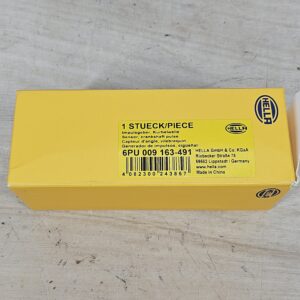 HELLA
1 STUECK/PIECE
Impulsgeber, Kurbelwelle
Sensor, crankshaft pulse
Capteur d'angle, vilebrequin
Generador de impulsos, cigueñal
6PU 009 163-491
4 082300 243867
HELLA GmbH & Co. KGaA
Rixbecker Straße 75
59552 Lippstadt / Germany
www.hella.com
Made in China
HELLA